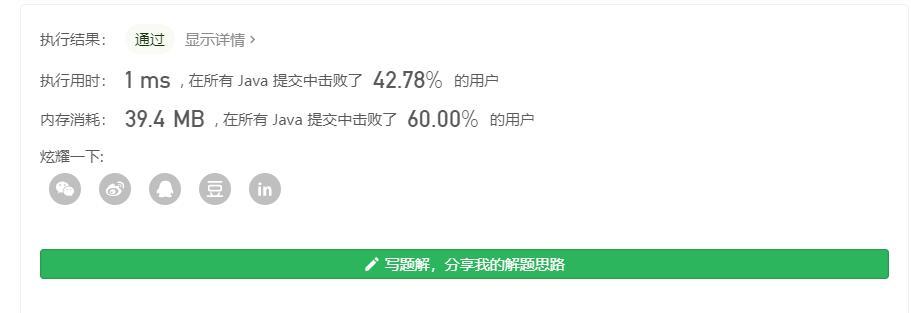 执行结果： 通过 显示详情 >
执行用时： 1 ms , 在所有 Java 提交中击败了 42.78% 的用户
内存消耗： 39.4 MB , 在所有 Java 提交中击败了 60.00% 的用户
炫耀一下:
豆 in
写题解，分享我的解题思路